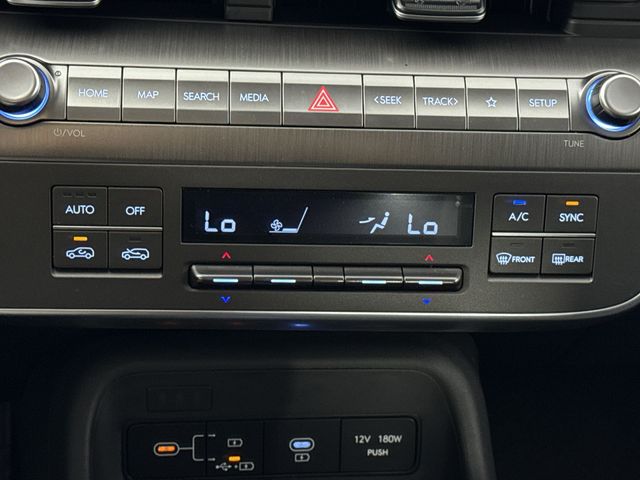 HOME MAP SEARCH MEDIA <SEEK TRACK> ☆ SETUP
⏻/VOL TUNE
AUTO OFF Lo Lo A/C SYNC
FRONT REAR
12V 180W
PUSH